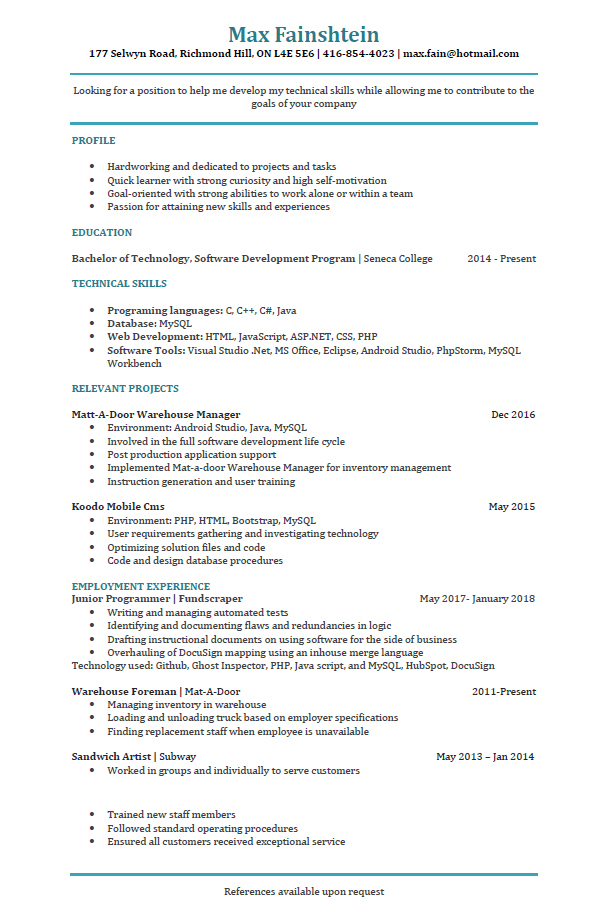 Max Fainshtein
177 Selwyn Road, Richmond Hill, ON L4E 5E6 | 416-854-4023 | max.fain@hotmail.com
Looking for a position to help me develop my technical skills while allowing me to contribute to the
goals of your company
PROFILE
• Hardworking and dedicated to projects and tasks
• Quick learner with strong curiosity and high self-motivation
• Goal-oriented with strong abilities to work alone or within a team
• Passion for attaining new skills and experiences
EDUCATION
Bachelor of Technology, Software Development Program | Seneca College 2014 - Present
TECHNICAL SKILLS
• Programing languages: C, C++, C#, Java
• Database: MySQL
• Web Development: HTML, JavaScript, ASP.NET, CSS, PHP
• Software Tools: Visual Studio .Net, MS Office, Eclipse, Android Studio, PhpStorm, MySQL
Workbench
RELEVANT PROJECTS
Matt-A-Door Warehouse Manager Dec 2016
• Environment: Android Studio, Java, MySQL
• Involved in the full software development life cycle
• Post production application support
• Implemented Mat-a-door Warehouse Manager for inventory management
• Instruction generation and user training
Koodo Mobile Cms May 2015
• Environment: PHP, HTML, Bootstrap, MySQL
• User requirements gathering and investigating technology
• Optimizing solution files and code
• Code and design database procedures
EMPLOYMENT EXPERIENCE
Junior Programmer | Fundscraper May 2017- January 2018
• Writing and managing automated tests
• Identifying and documenting flaws and redundancies in logic
• Drafting instructional documents on using software for the side of business
• Overhauling of DocuSign mapping using an inhouse merge language
Technology used: Github, Ghost Inspector, PHP, Java script, and MySQL, HubSpot, DocuSign
Warehouse Foreman | Mat-A-Door 2011-Present
• Managing inventory in warehouse
• Loading and unloading truck based on employer specifications
• Finding replacement staff when employee is unavailable
Sandwich Artist | Subway May 2013 – Jan 2014
• Worked in groups and individually to serve customers
• Trained new staff members
• Followed standard operating procedures
• Ensured all customers received exceptional service
References available upon request